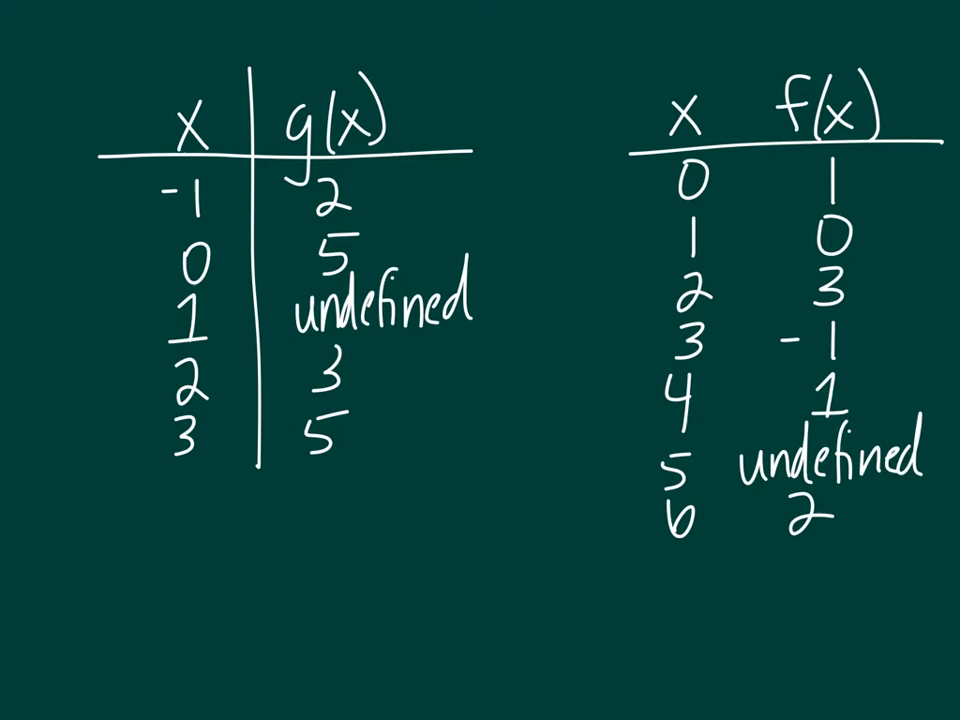 x g(x)
-1 2
0 5
1 undefined
2 3
3 5
x f(x)
0 1
1 0
2 3
3 -1
4 1
5 undefined
6 2